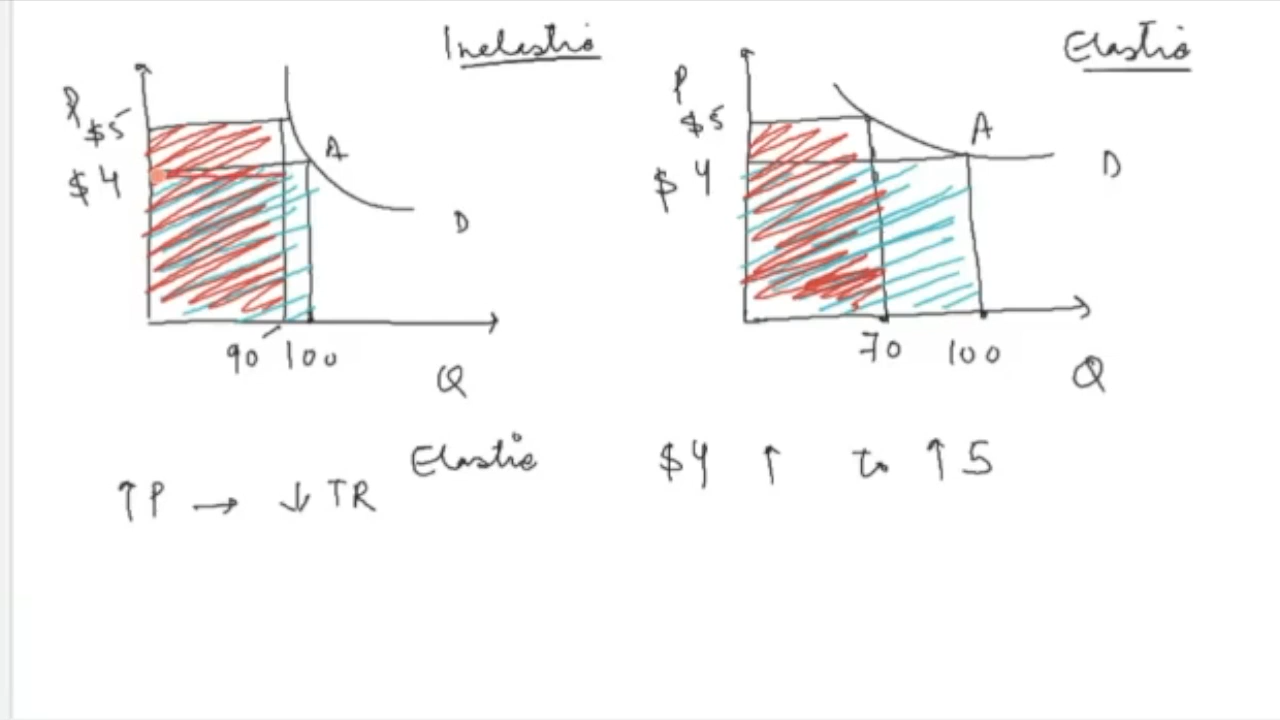 Inelastic
P
$5
$4
A
D
90 100
Q
Elastic
P
$5
$4
A
D
70 100
Q
Elastic
↑P → ↓ TR
$4 ↑ to ↑ 5